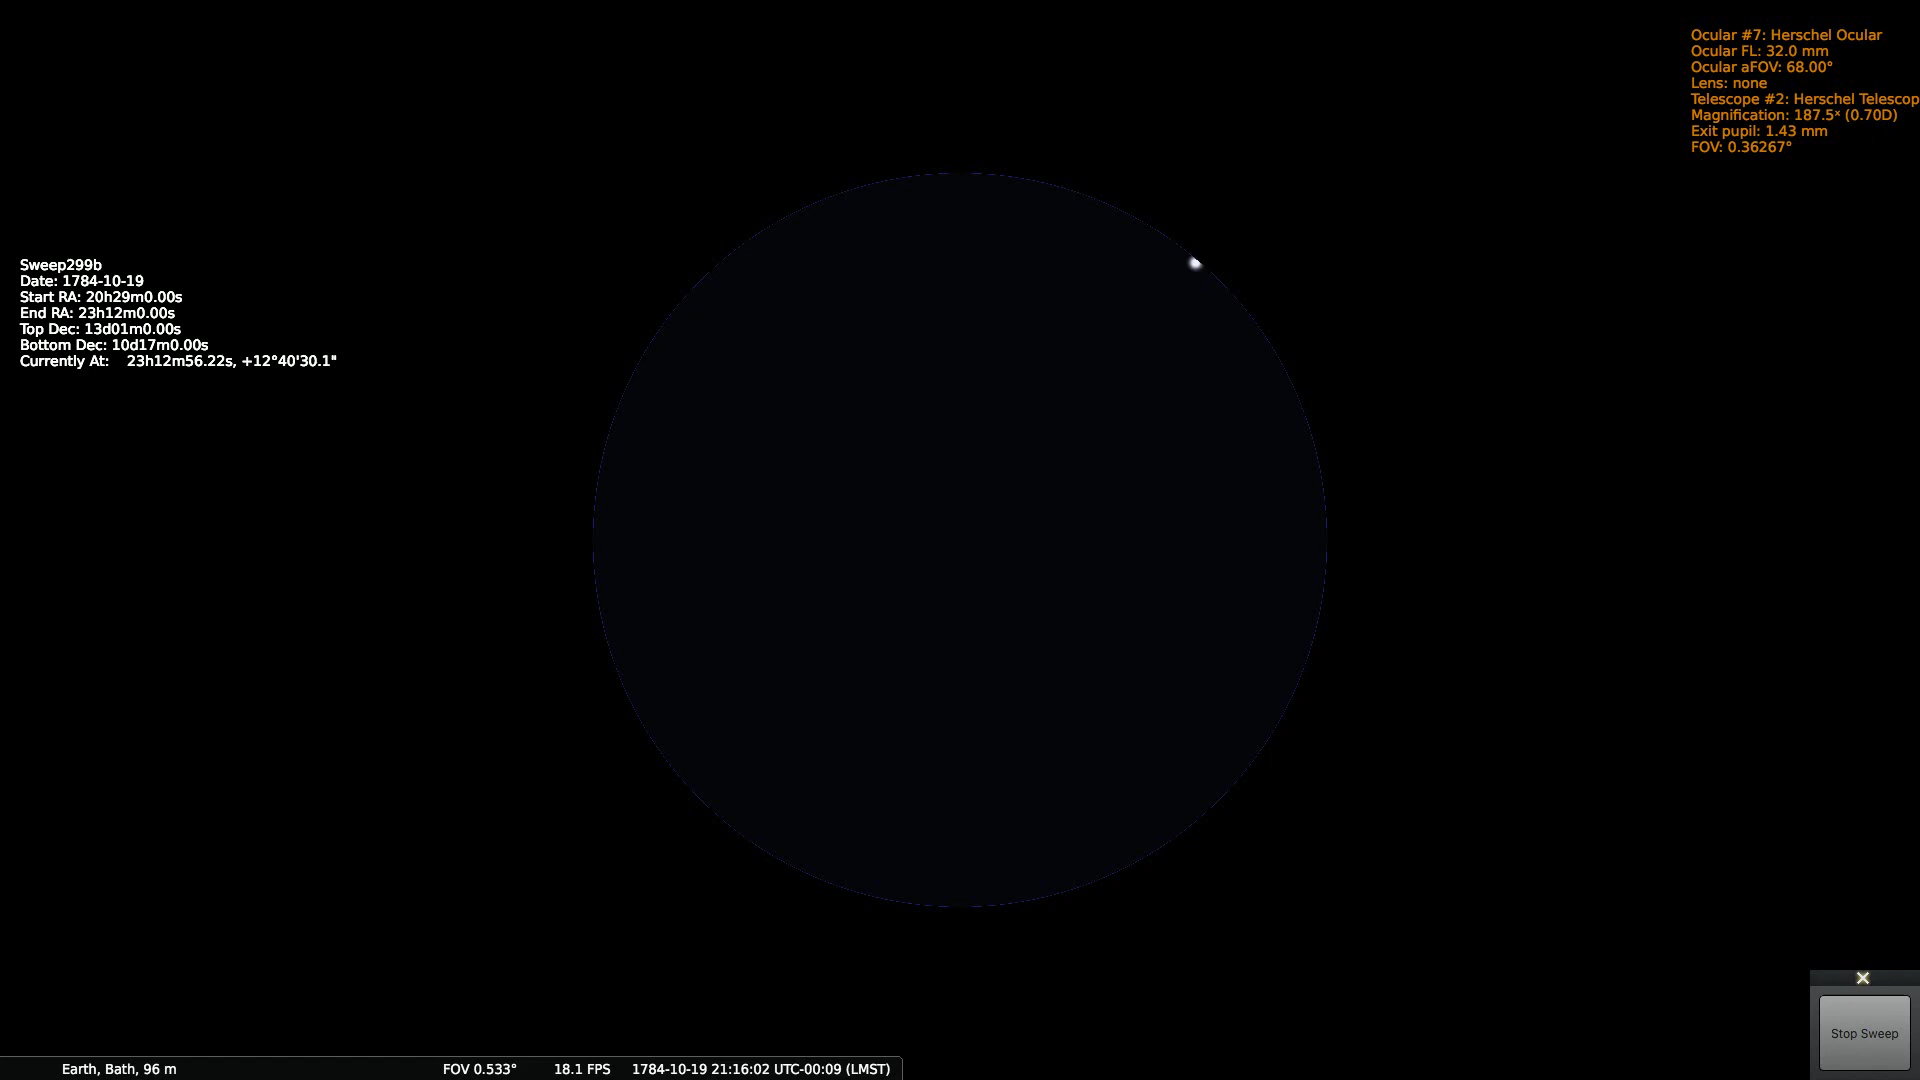 Ocular #7: Herschel Ocular
Ocular FL: 32.0 mm
Ocular aFOV: 68.00°
Lens: none
Telescope #2: Herschel Telescop
Magnification: 187.5ˣ (0.70D)
Exit pupil: 1.43 mm
FOV: 0.36267°
Sweep299b
Date: 1784-10-19
Start RA: 20h29m0.00s
End RA: 23h12m0.00s
Top Dec: 13d01m0.00s
Bottom Dec: 10d17m0.00s
Currently At: 23h12m56.22s, +12°40'30.1"
Stop Sweep
Earth, Bath, 96 m FOV 0.533° 18.1 FPS 1784-10-19 21:16:02 UTC-00:09 (LMST)